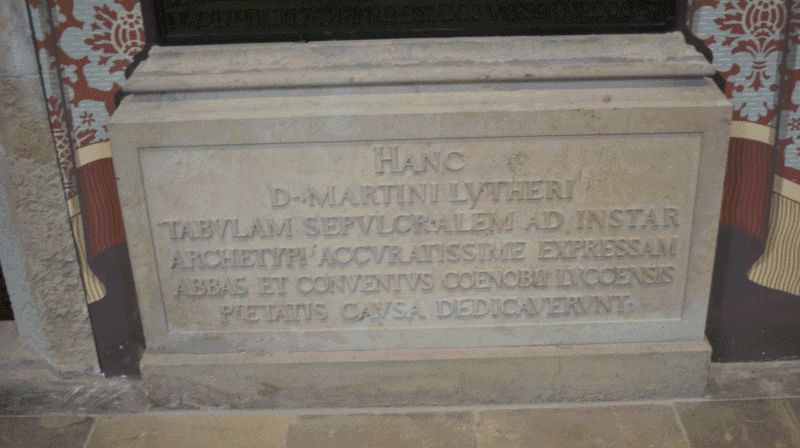 HANC
D·MARTINI LVTHERI
TABVLAM SEPVLCRALEM AD INSTAR
ARCHETYPI ACCVRATISSIME EXPRESSAM
ABBAS ET CONVENTVS COENOBII LVCCENSIS
PIETATIS CAVSA DEDICAVERVNT·